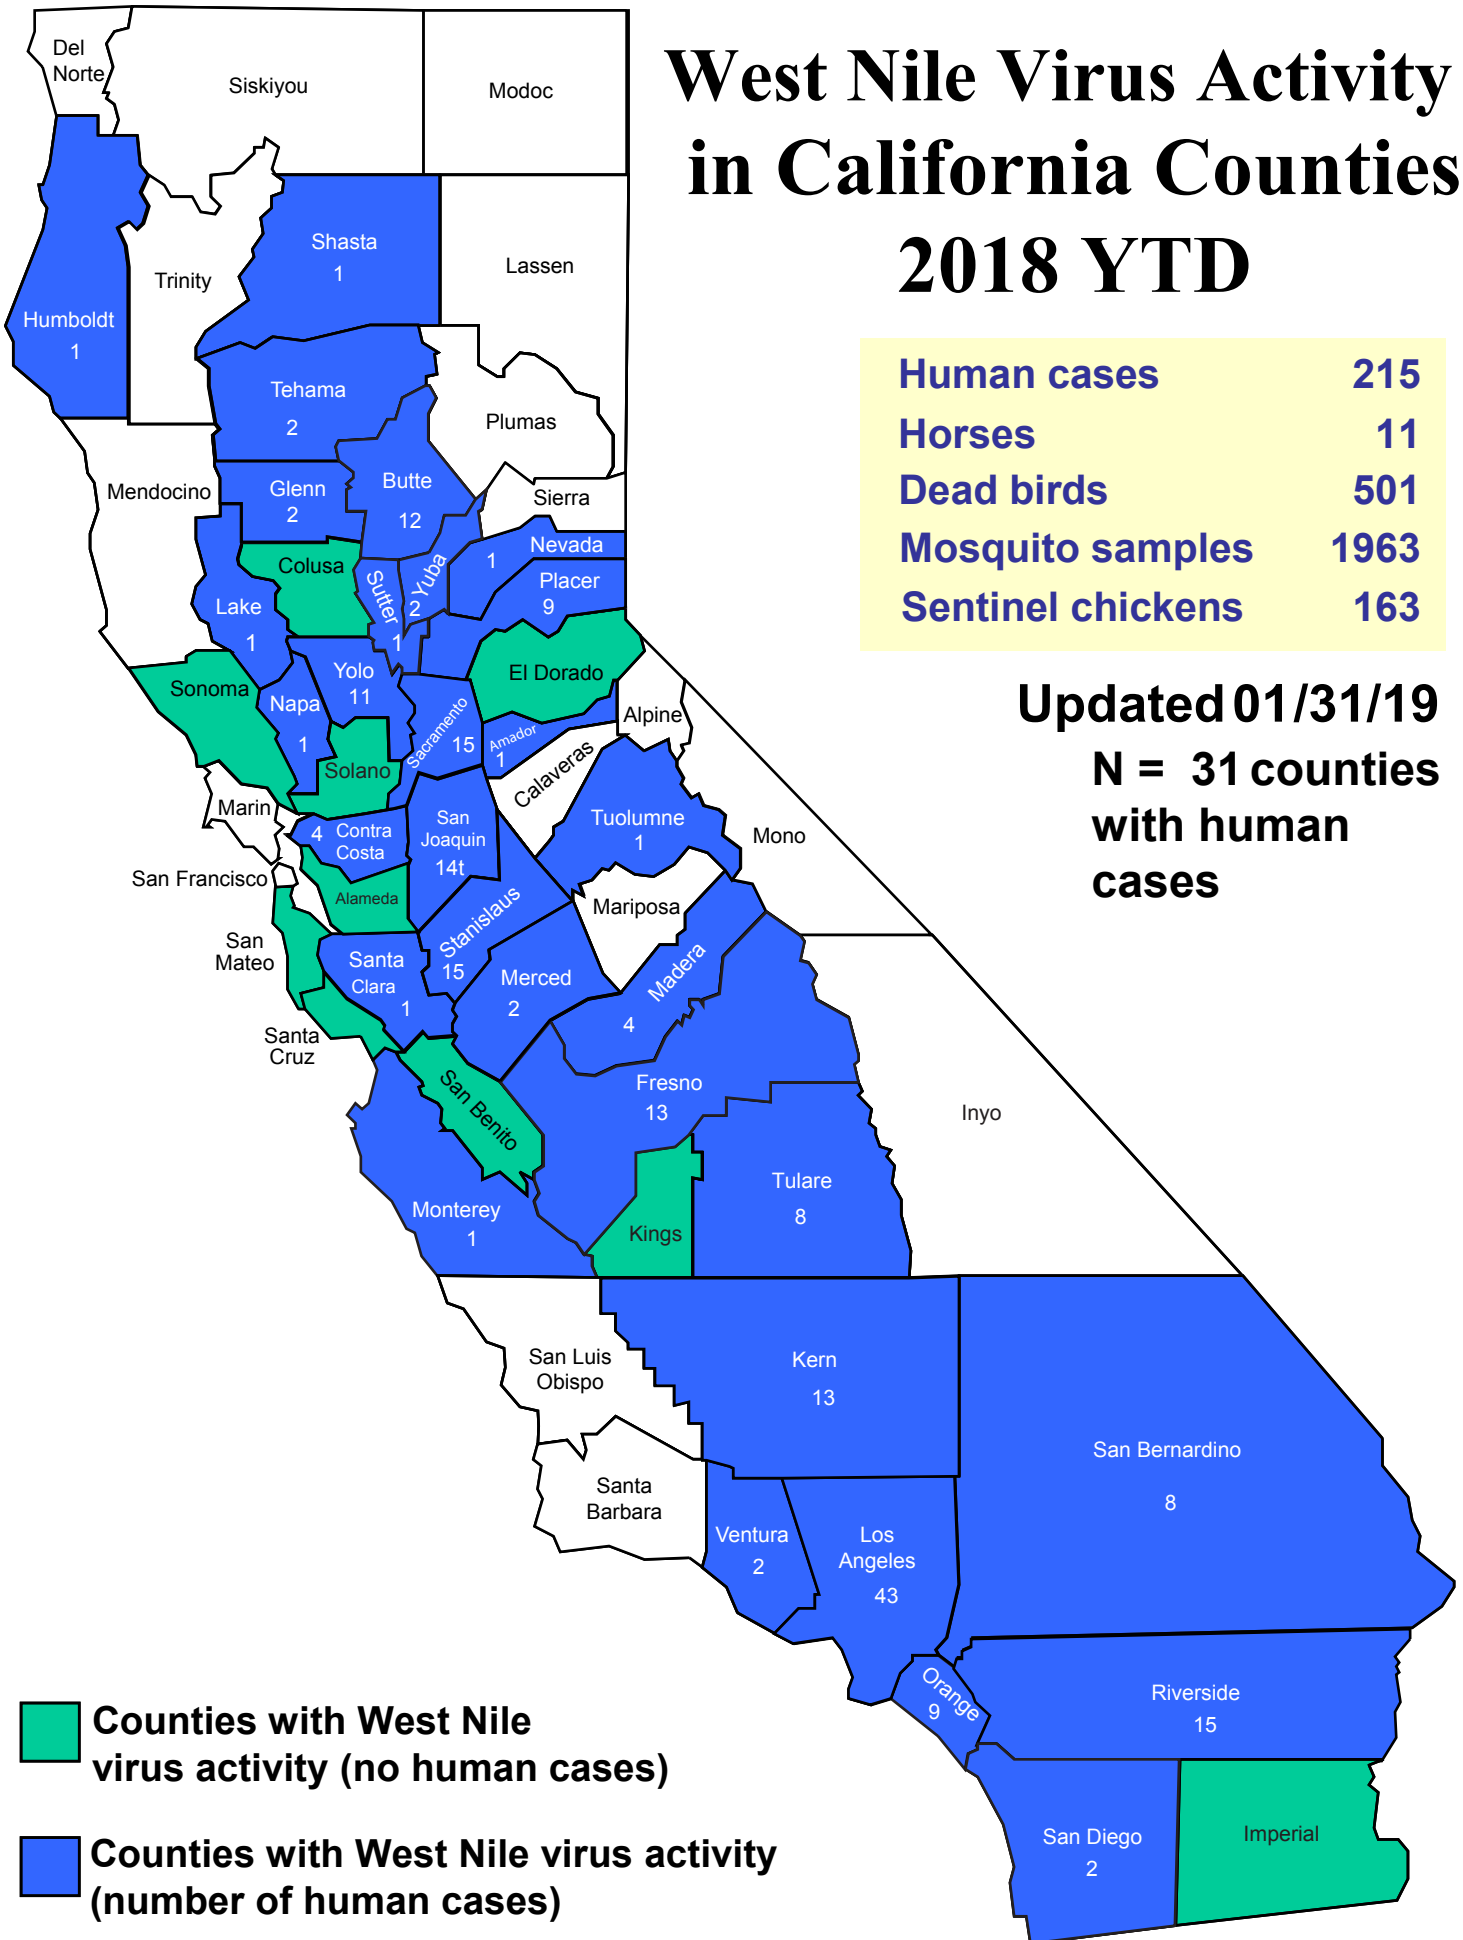 West Nile Virus Activity
in California Counties
2018 YTD
Human cases 215
Horses 11
Dead birds 501
Mosquito samples 1963
Sentinel chickens 163
Updated 01/31/19
N = 31 counties
with human
cases
Del
Norte
Siskiyou
Modoc
Humboldt
1
Trinity
Shasta
1
Lassen
Tehama
2
Plumas
Mendocino
Glenn
2
Butte
12
Sierra
Colusa
Sutter
1
Yuba
2
Nevada
1
Placer
9
Lake
1
Sonoma
Napa
1
Yolo
11
El Dorado
Sacramento
15
Amador
1
Alpine
Solano
Calaveras
Marin
4 Contra
Costa
San
Joaquin
14t
Tuolumne
1
Mono
San Francisco
Alameda
Stanislaus
15
Mariposa
San
Mateo
Santa
Clara
1
Merced
2
Madera
4
Santa
Cruz
San Benito
Fresno
13
Inyo
Monterey
1
Kings
Tulare
8
San Luis
Obispo
Kern
13
San Bernardino
8
Santa
Barbara
Ventura
2
Los
Angeles
43
Orange
9
Riverside
15
San Diego
2
Imperial
Counties with West Nile
virus activity (no human cases)
Counties with West Nile virus activity
(number of human cases)